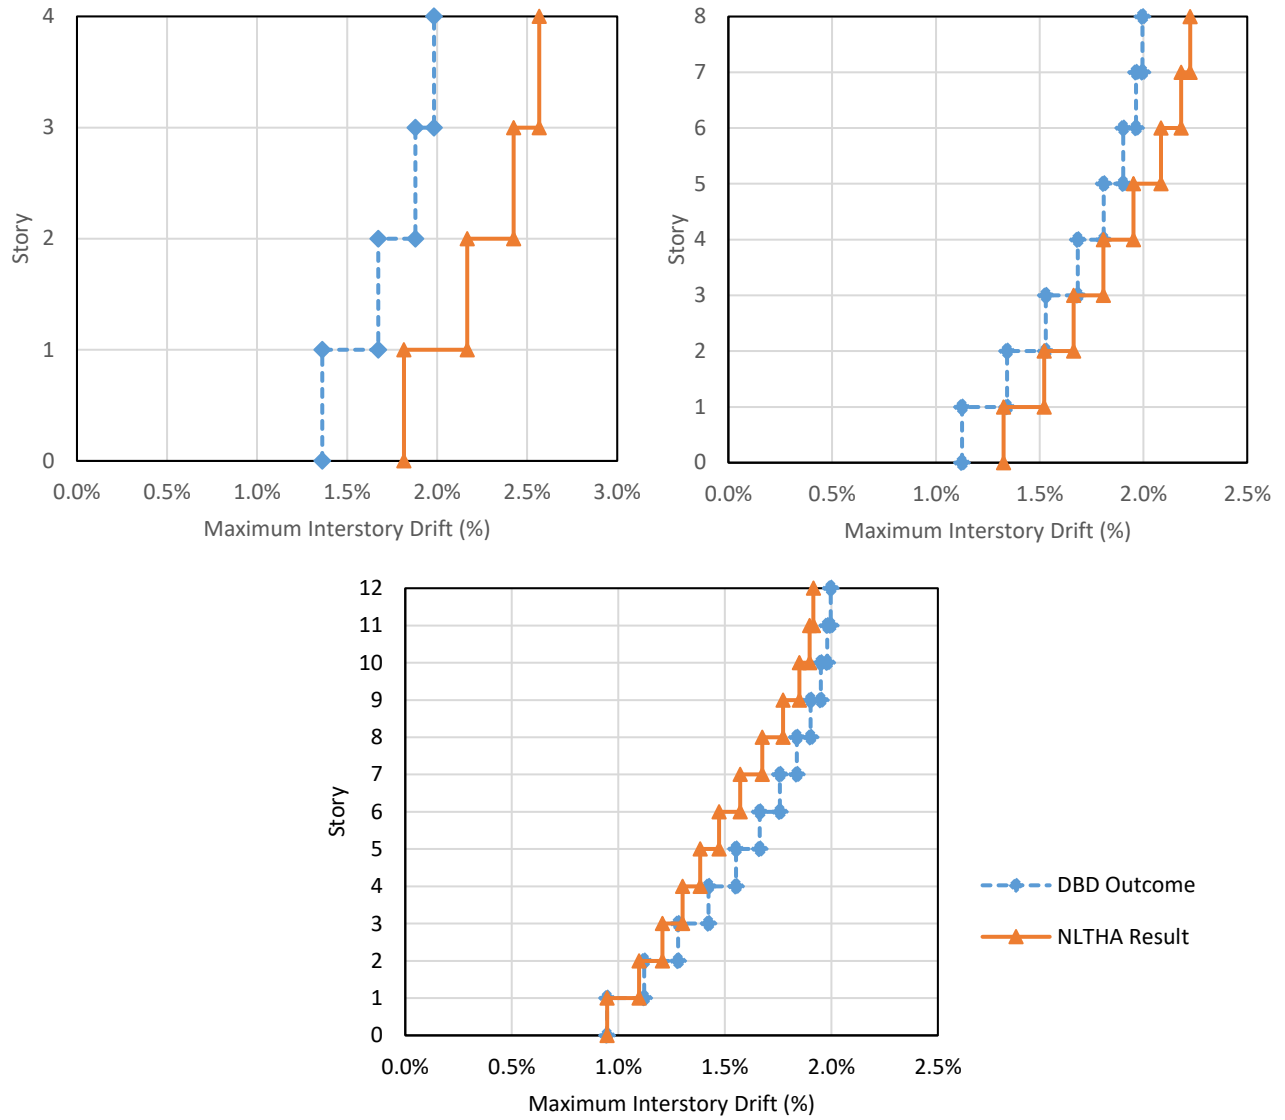 4
3
2
1
0
Story
0.0% 0.5% 1.0% 1.5% 2.0% 2.5% 3.0%
Maximum Interstory Drift (%)
8
7
6
5
4
3
2
1
0
Story
0.0% 0.5% 1.0% 1.5% 2.0% 2.5%
Maximum Interstory Drift (%)
12
11
10
9
8
7
6
5
4
3
2
1
0
Story
0.0% 0.5% 1.0% 1.5% 2.0% 2.5%
Maximum Interstory Drift (%)
DBD Outcome
NLTHA Result